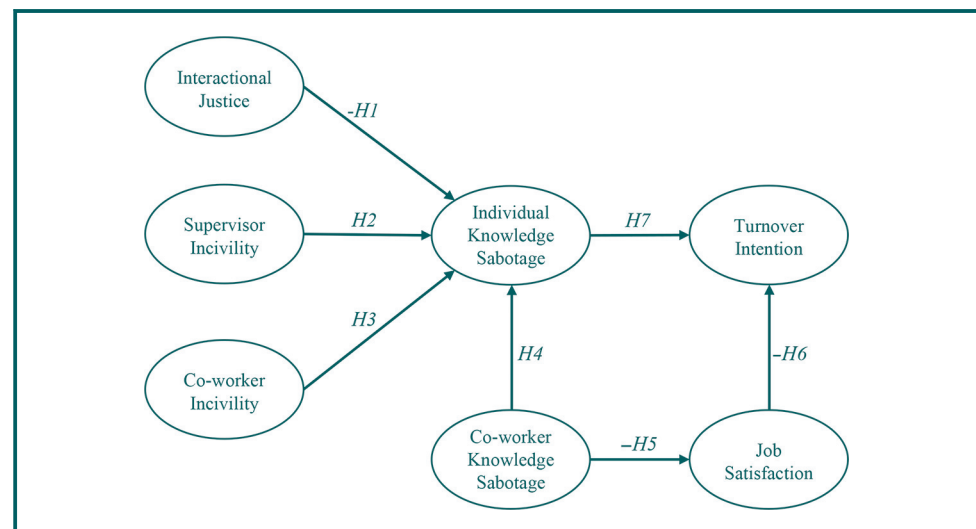 Interactional
Justice
-H1
Supervisor
Incivility
H2
Individual
Knowledge
Sabotage
H7
Turnover
Intention
H3
Co-worker
Incivility
H4
–H6
Co-worker
Knowledge
Sabotage
–H5
Job
Satisfaction